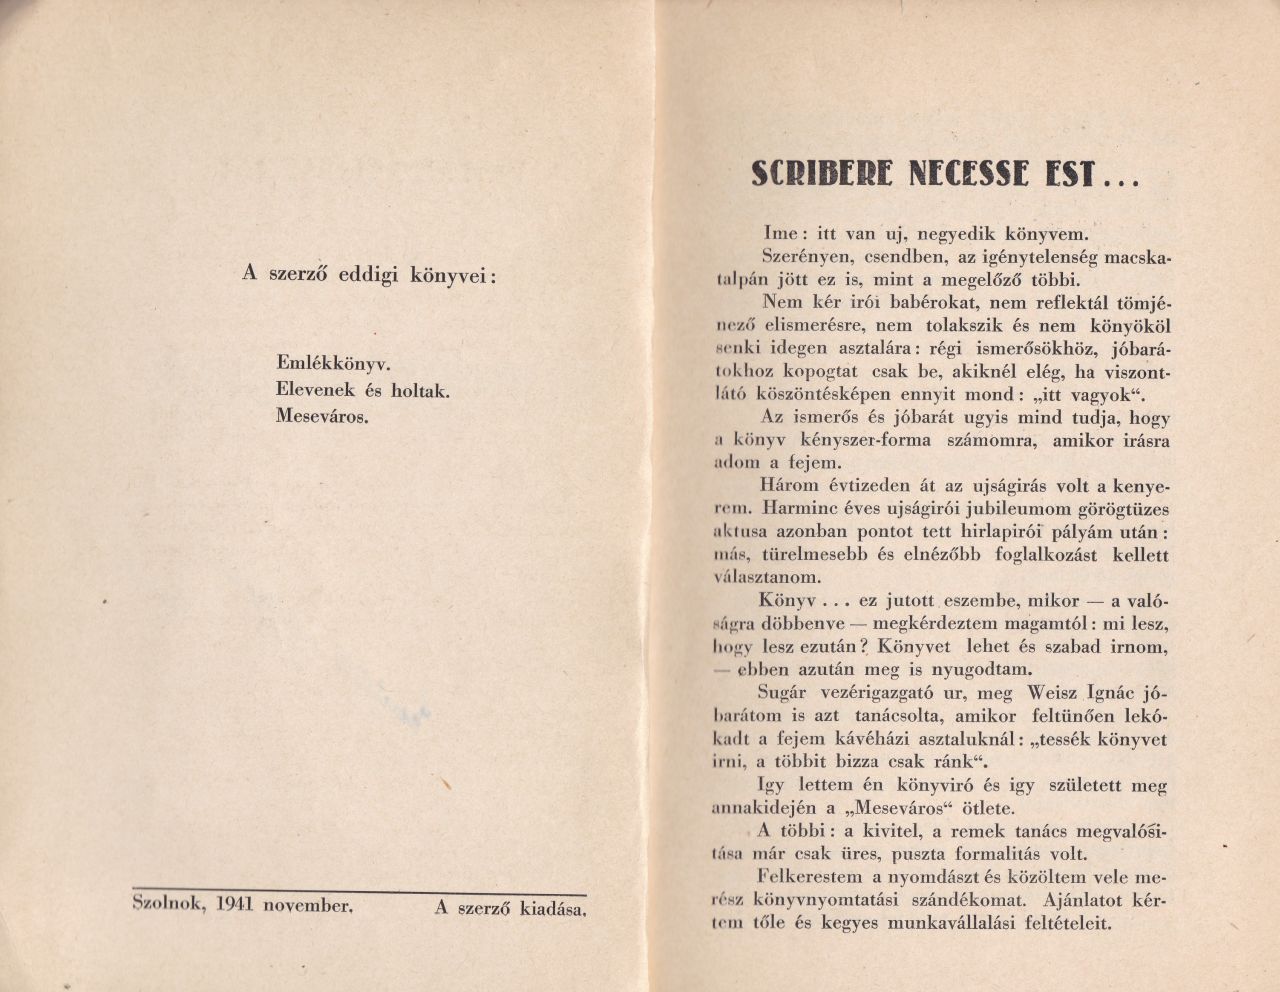 A szerző eddigi könyvei:
Emlékkönyv.
Elevenek és holtak.
Meseváros.
Szolnok, 1941 november.
A szerző kiadása.
SCRIBERE NECESSE EST...
Ime: itt van uj, negyedik könyvem.
Szerényen, csendben, az igénytelenség macska-
talpán jött ez is, mint a megelőző többi.
Nem kér irói babérokat, nem reflektál tömjé-
nező elismerésre, nem tolakszik és nem könyököl
senki idegen asztalára: régi ismerősökhöz, jóbará-
tokhoz kopogtat csak be, akiknél elég, ha viszont-
látó köszöntésképen ennyit mond: „itt vagyok“.
Az ismerős és jóbarát ugyis mind tudja, hogy
a könyv kényszer-forma számomra, amikor irásra
adom a fejem.
Három évtizeden át az ujságirás volt a kenye-
rem. Harminc éves ujságirói jubileumom görögtüzes
aktusa azonban pontot tett hirlapirói pályám után:
más, türelmesebb és elnézőbb foglalkozást kellett
választanom.
Könyv... ez jutott eszembe, mikor — a való-
ságra döbbenve — megkérdeztem magamtól: mi lesz,
hogy lesz ezután? Könyvet lehet és szabad irnom,
— ebben azután meg is nyugodtam.
Sugár vezérigazgató ur, meg Weisz Ignác jó-
barátom is azt tanácsolta, amikor feltünően lekó-
kadt a fejem kávéházi asztaluknál: „tessék könyvet
irni, a többit bizza csak ránk“.
Igy lettem én könyviró és igy született meg
annakidején a „Meseváros“ ötlete.
A többi: a kivitel, a remek tanács megvalósi-
tása már csak üres, puszta formalitás volt.
Felkerestem a nyomdászt és közöltem vele me-
rész könyvnyomtatási szándékomat. Ajánlatot kér-
tem tőle és kegyes munkavállalási feltételeit.